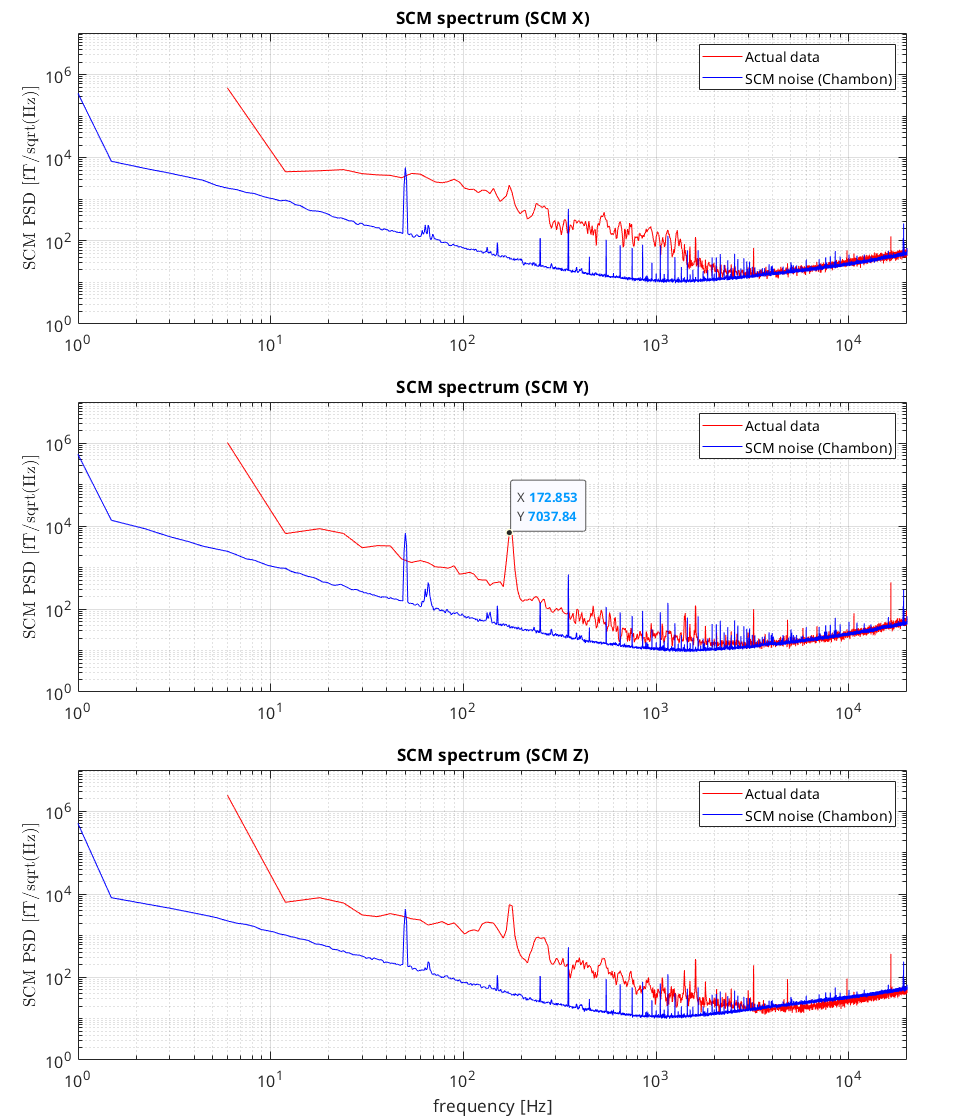 SCM spectrum (SCM X)
SCM PSD [fT/sqrt(Hz)]
10^6
10^4
10^2
10^0
Actual data
SCM noise (Chambon)
10^0 10^1 10^2 10^3 10^4
SCM spectrum (SCM Y)
SCM PSD [fT/sqrt(Hz)]
10^6
10^4
10^2
10^0
Actual data
SCM noise (Chambon)
X 172.853
Y 7037.84
10^0 10^1 10^2 10^3 10^4
SCM spectrum (SCM Z)
SCM PSD [fT/sqrt(Hz)]
10^6
10^4
10^2
10^0
Actual data
SCM noise (Chambon)
10^0 10^1 10^2 10^3 10^4
frequency [Hz]